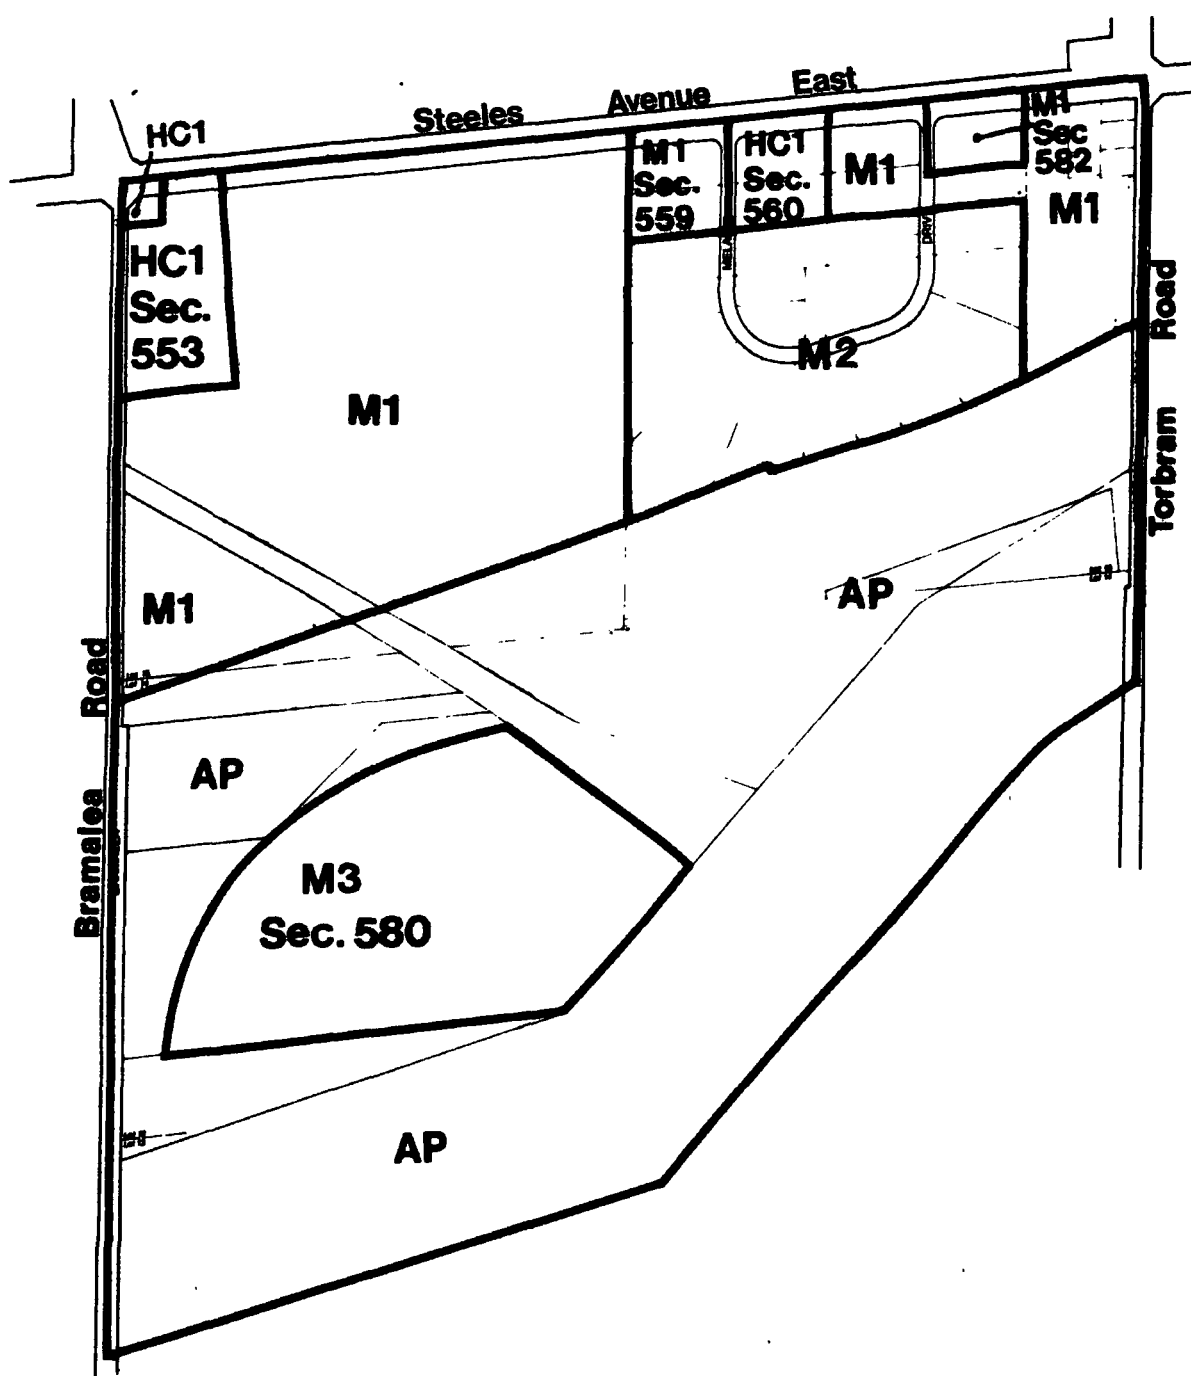 Steeles Avenue East
HC1
M1
Sec.
559
HC1
Sec.
560
M1
M1
Sec
582
M1
HC1
Sec.
553
M1
M2
Torbram Road
M1
AP
Bramalea Road
AP
M3
Sec. 580
AP
DRIV